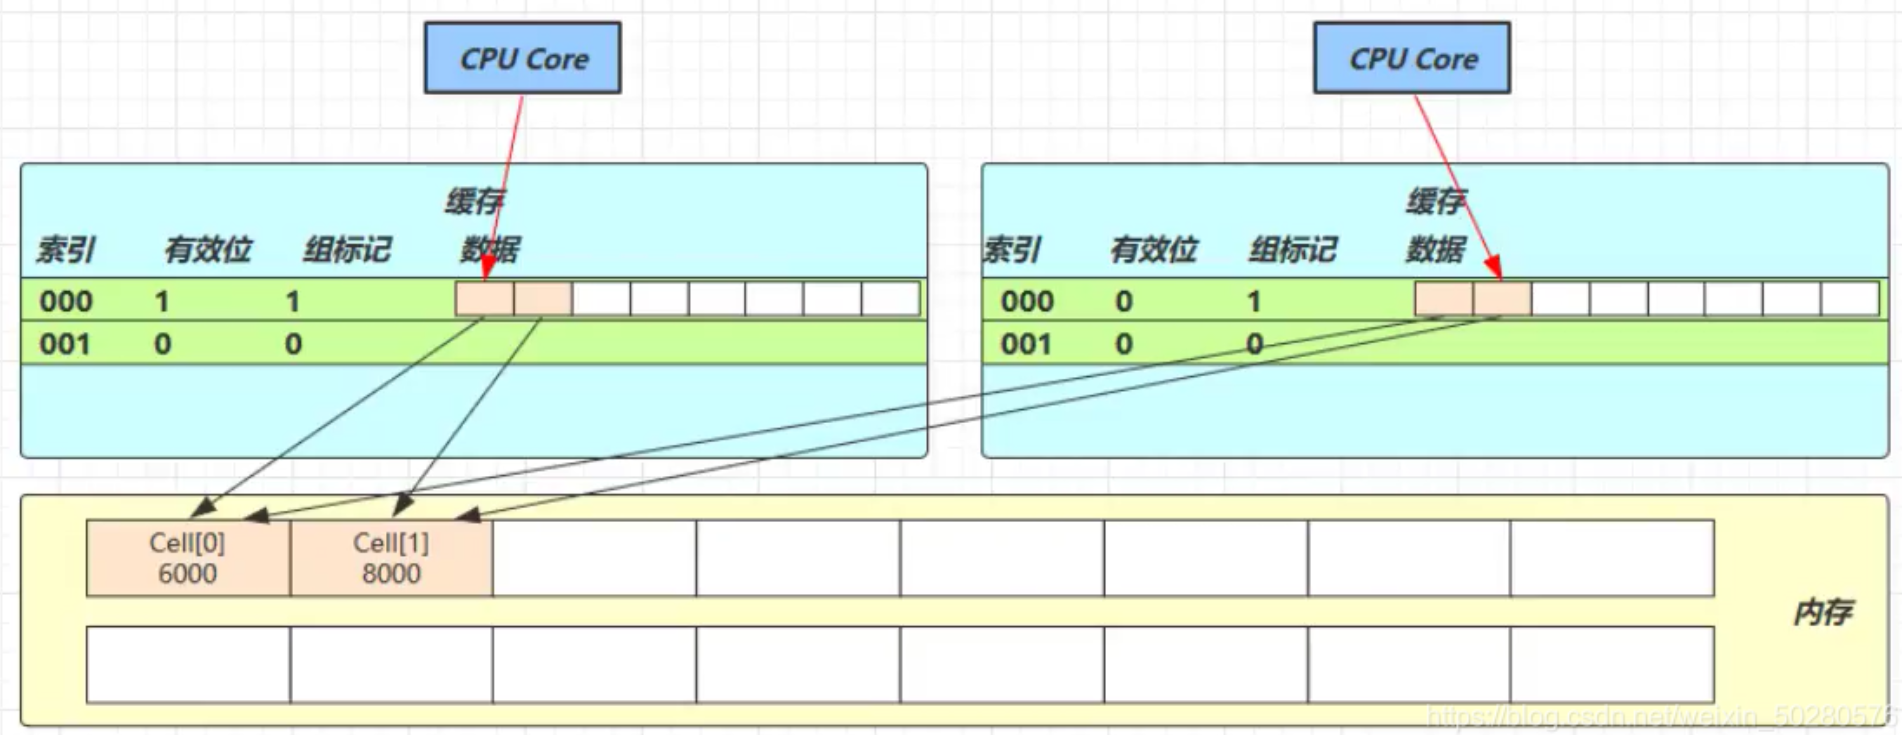 CPU Core
CPU Core
缓存
缓存
索引 有效位 组标记 数据
索引 有效位 组标记 数据
000 1 1
000 0 1
001 0 0
001 0 0
Cell[0]
6000
Cell[1]
8000
内存
https://blog.csdn.net/weixin_50280576